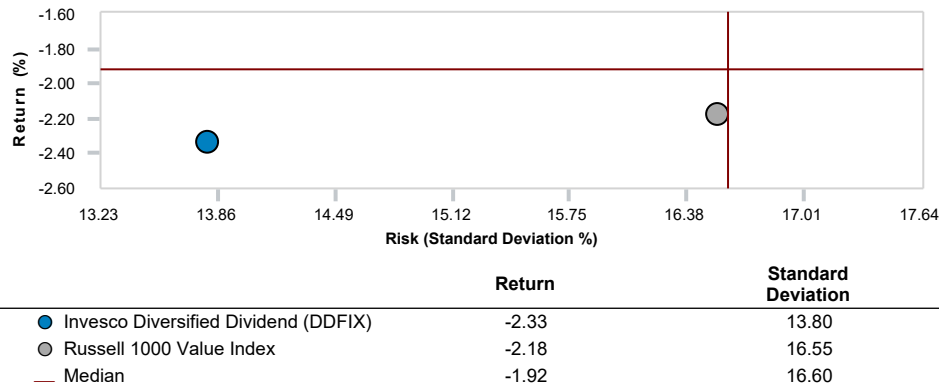 -1.60
-1.80
-2.00
-2.20
-2.40
-2.60
Return (%)
13.23 13.86 14.49 15.12 15.75 16.38 17.01 17.64
Risk (Standard Deviation %)
Return Standard Deviation
Invesco Diversified Dividend (DDFIX) -2.33 13.80
Russell 1000 Value Index -2.18 16.55
Median -1.92 16.60